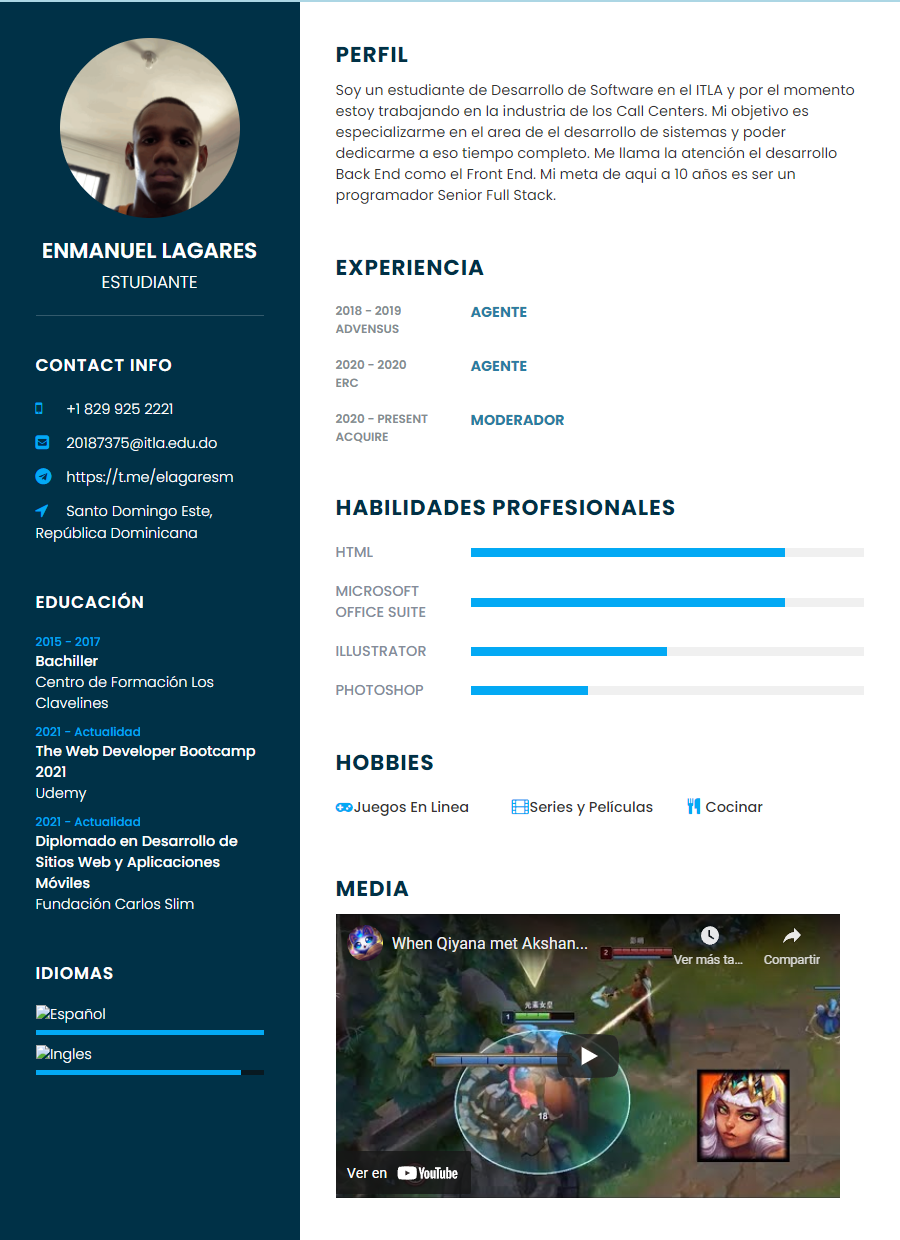 ENMANUEL LAGARES
ESTUDIANTE
CONTACT INFO
+1 829 925 2221
20187375@itla.edu.do
https://t.me/elagaresm
Santo Domingo Este,
República Dominicana
EDUCACIÓN
2015 - 2017
Bachiller
Centro de Formación Los
Clavelines
2021 - Actualidad
The Web Developer Bootcamp
2021
Udemy
2021 - Actualidad
Diplomado en Desarrollo de
Sitios Web y Aplicaciones
Móviles
Fundación Carlos Slim
IDIOMAS
Español
Ingles
PERFIL
Soy un estudiante de Desarrollo de Software en el ITLA y por el momento
estoy trabajando en la industria de los Call Centers. Mi objetivo es
especializarme en el area de el desarrollo de sistemas y poder
dedicarme a eso tiempo completo. Me llama la atención el desarrollo
Back End como el Front End. Mi meta de aqui a 10 años es ser un
programador Senior Full Stack.
EXPERIENCIA
2018 - 2019 AGENTE
ADVENSUS
2020 - 2020 AGENTE
ERC
2020 - PRESENT MODERADOR
ACQUIRE
HABILIDADES PROFESIONALES
HTML
MICROSOFT
OFFICE SUITE
ILLUSTRATOR
PHOTOSHOP
HOBBIES
Juegos En Linea Series y Películas Cocinar
MEDIA
When Qiyana met Akshan...
Ver más ta... Compartir
2
1
18
Ver en YouTube